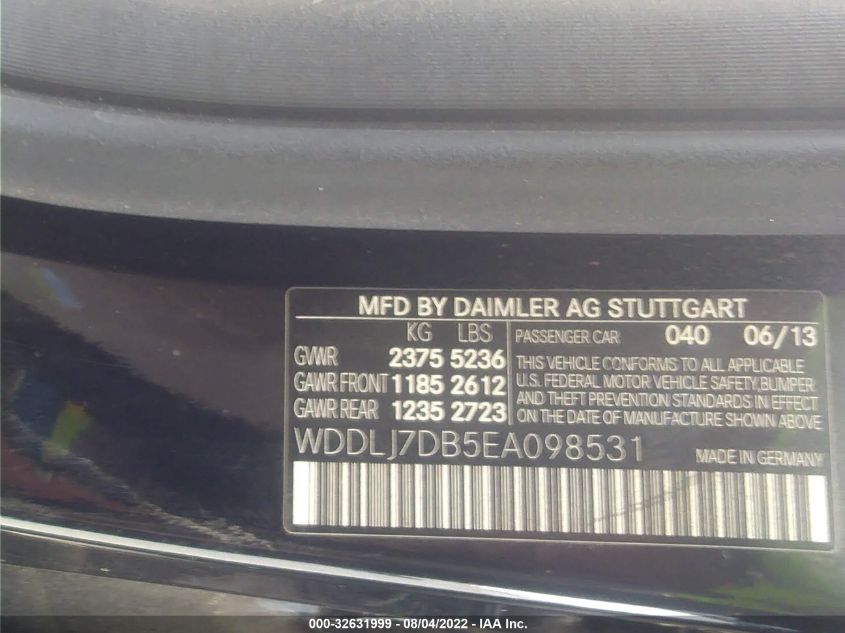 MFD BY DAIMLER AG STUTTGART
KG LBS
PASSENGER CAR 040 06/13
GVWR 2375 5236
GAWR FRONT 1185 2612
GAWR REAR 1235 2723
THIS VEHICLE CONFORMS TO ALL APPLICABLE
U.S. FEDERAL MOTOR VEHICLE SAFETY,BUMPER
AND THEFT PREVENTION STANDARDS IN EFFECT
ON THE DATE OF MANUFACTURE SHOWN ABOVE
WDDLJ7DB5EA098531
MADE IN GERMANY
000-32631999 - 08/04/2022 - IAA Inc.